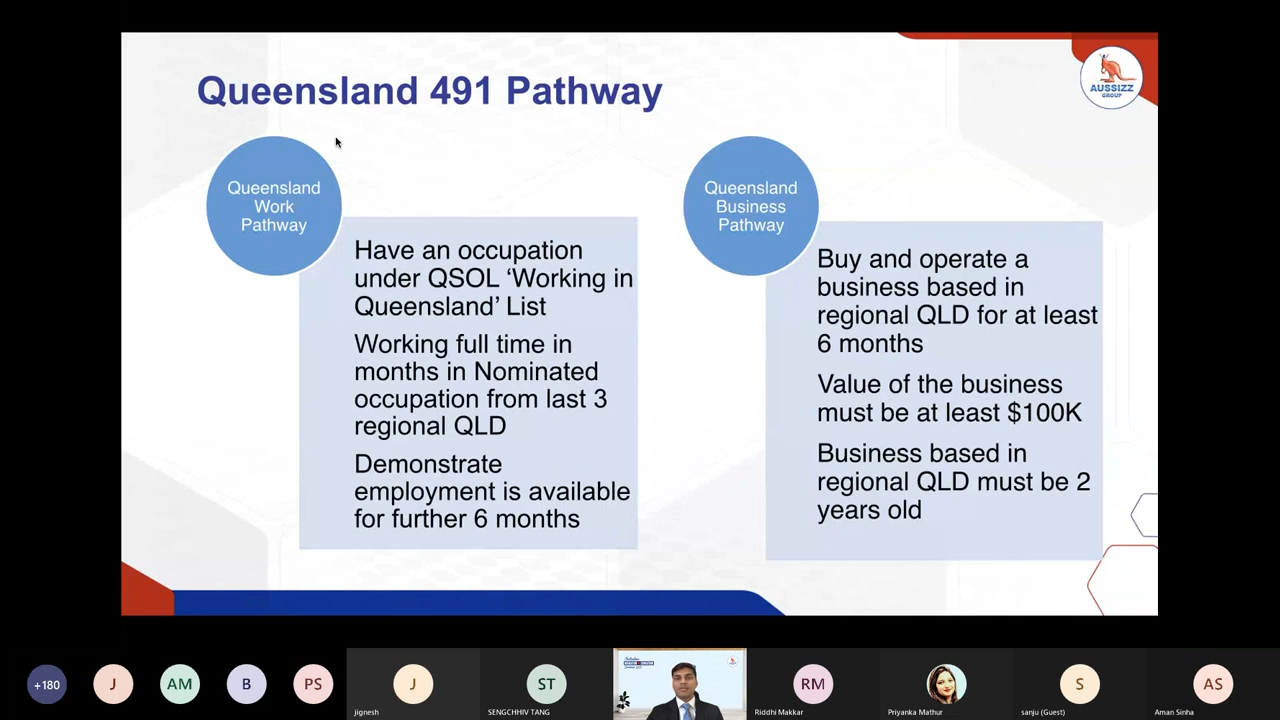 Queensland 491 Pathway
AUSSIZZ
GROUP
Queensland
Work
Pathway
Have an occupation
under QSOL ‘Working in
Queensland’ List
Working full time in
months in Nominated
occupation from last 3
regional QLD
Demonstrate
employment is available
for further 6 months
Queensland
Business
Pathway
Buy and operate a
business based in
regional QLD for at least
6 months
Value of the business
must be at least $100K
Business based in
regional QLD must be 2
years old
+180
J
AM
B
PS
J
jignesh
ST
SENGCHHIV TANG
RM
Riddhi Makkar
Priyanka Mathur
S
sanju (Guest)
AS
Aman Sinha